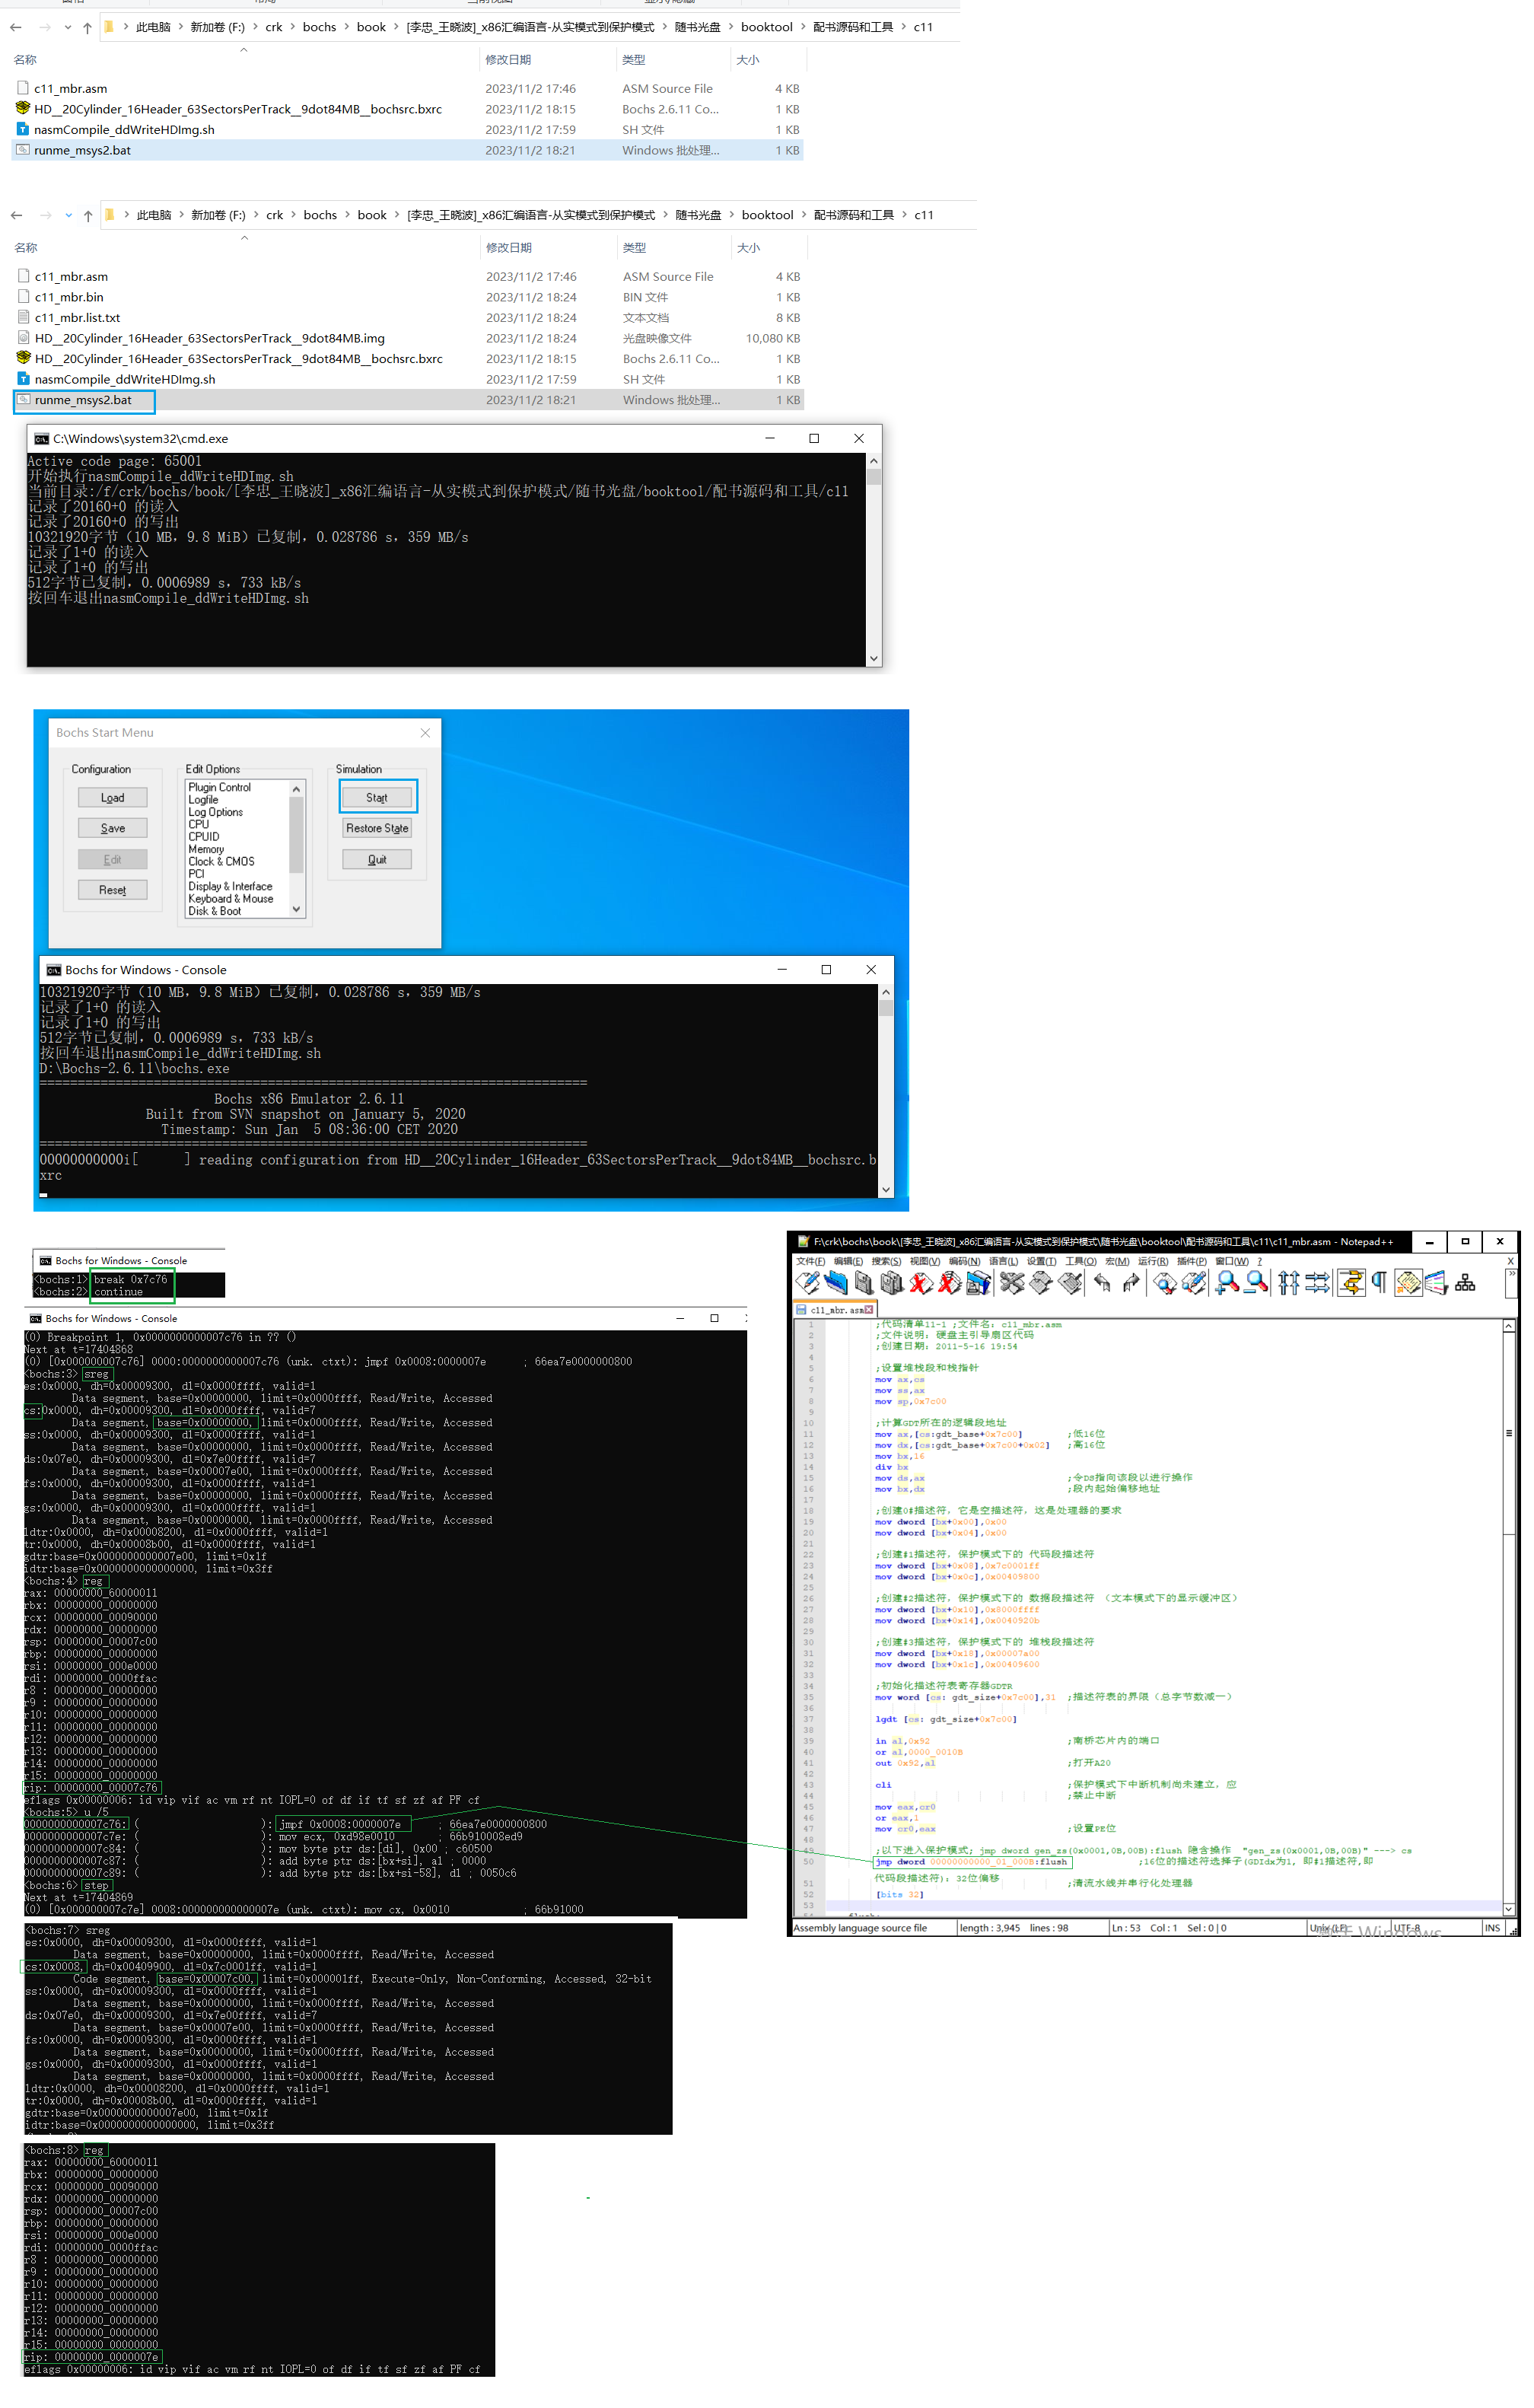 此电脑 > 新加卷 (F:) > crk > bochs > book > [李忠_王晓波]_x86汇编语言-从实模式到保护模式 > 随书光盘 > booktool > 配书源码和工具 > c11
名称 修改日期 类型 大小
c11_mbr.asm 2023/11/2 17:46 ASM Source File 4 KB
HD__20Cylinder_16Header_63SectorsPerTrack__9dot84MB__bochsrc.bxrc 2023/11/2 18:15 Bochs 2.6.11 Co... 1 KB
nasmCompile_ddWriteHDImg.sh 2023/11/2 17:59 SH 文件 1 KB
runme_msys2.bat 2023/11/2 18:21 Windows 批处理... 1 KB
此电脑 > 新加卷 (F:) > crk > bochs > book > [李忠_王晓波]_x86汇编语言-从实模式到保护模式 > 随书光盘 > booktool > 配书源码和工具 > c11
名称 修改日期 类型 大小
c11_mbr.asm 2023/11/2 17:46 ASM Source File 4 KB
c11_mbr.bin 2023/11/2 18:24 BIN 文件 1 KB
c11_mbr.list.txt 2023/11/2 18:24 文本文档 8 KB
HD__20Cylinder_16Header_63SectorsPerTrack__9dot84MB.img 2023/11/2 18:24 光盘映像文件 10,080 KB
HD__20Cylinder_16Header_63SectorsPerTrack__9dot84MB__bochsrc.bxrc 2023/11/2 18:15 Bochs 2.6.11 Co... 1 KB
nasmCompile_ddWriteHDImg.sh 2023/11/2 17:59 SH 文件 1 KB
runme_msys2.bat 2023/11/2 18:21 Windows 批处理... 1 KB
C:\Windows\system32\cmd.exe
Active code page: 65001
开始执行nasmCompile_ddWriteHDImg.sh
当前目录:/f/crk/bochs/book/[李忠_王晓波]_x86汇编语言-从实模式到保护模式/随书光盘/booktool/配书源码和工具/c11
记录了20160+0 的读入
记录了20160+0 的写出
10321920字节（10 MB，9.8 MiB）已复制，0.028786 s，359 MB/s
记录了1+0 的读入
记录了1+0 的写出
512字节已复制，0.0006989 s，733 kB/s
按回车退出nasmCompile_ddWriteHDImg.sh
Bochs Start Menu
Configuration
Load
Save
Edit
Reset
Edit Options
Plugin Control
Logfile
Log Options
CPU
CPUID
Memory
Clock & CMOS
PCI
Display & Interface
Keyboard & Mouse
Disk & Boot
Simulation
Start
Restore State
Quit
Bochs for Windows - Console
10321920字节（10 MB，9.8 MiB）已复制，0.028786 s，359 MB/s
记录了1+0 的读入
记录了1+0 的写出
512字节已复制，0.0006989 s，733 kB/s
按回车退出nasmCompile_ddWriteHDImg.sh
D:\Bochs-2.6.11\bochs.exe
========================================================================
Bochs x86 Emulator 2.6.11
Built from SVN snapshot on January 5, 2020
Timestamp: Sun Jan  5 08:36:00 CET 2020
========================================================================
00000000000i[      ] reading configuration from HD__20Cylinder_16Header_63SectorsPerTrack__9dot84MB__bochsrc.b
xrc
Bochs for Windows - Console
<bochs:1> break 0x7c76
<bochs:2> continue
Bochs for Windows - Console
(0) Breakpoint 1, 0x0000000000007c76 in ?? ()
Next at t=17404868
(0) [0x000000007c76] 0000:0000000000007c76 (unk. ctxt): jmpf 0x0008:0000007e ; 66ea7e0000000800
<bochs:3> sreg
es:0x0000, dh=0x00009300, dl=0x0000ffff, valid=1
Data segment, base=0x00000000, limit=0x0000ffff, Read/Write, Accessed
cs:0x0000, dh=0x00009300, dl=0x0000ffff, valid=7
Data segment, base=0x00000000, limit=0x0000ffff, Read/Write, Accessed
ss:0x0000, dh=0x00009300, dl=0x0000ffff, valid=1
Data segment, base=0x00000000, limit=0x0000ffff, Read/Write, Accessed
ds:0x07e0, dh=0x00009300, dl=0x7e00ffff, valid=7
Data segment, base=0x00007e00, limit=0x0000ffff, Read/Write, Accessed
fs:0x0000, dh=0x00009300, dl=0x0000ffff, valid=1
Data segment, base=0x00000000, limit=0x0000ffff, Read/Write, Accessed
gs:0x0000, dh=0x00009300, dl=0x0000ffff, valid=1
Data segment, base=0x00000000, limit=0x0000ffff, Read/Write, Accessed
ldtr:0x0000, dh=0x00008200, dl=0x0000ffff, valid=1
tr:0x0000, dh=0x00008b00, dl=0x0000ffff, valid=1
gdtr:base=0x0000000000007e00, limit=0x1f
idtr:base=0x0000000000000000, limit=0x3ff
<bochs:4> reg
rax: 00000000_60000011
rbx: 00000000_00000000
rcx: 00000000_00090000
rdx: 00000000_00000000
rsp: 00000000_00007c00
rbp: 00000000_00000000
rsi: 00000000_000e0000
rdi: 00000000_0000ffac
r8 : 00000000_00000000
r9 : 00000000_00000000
r10: 00000000_00000000
r11: 00000000_00000000
r12: 00000000_00000000
r13: 00000000_00000000
r14: 00000000_00000000
r15: 00000000_00000000
rip: 00000000_00007c76
eflags 0x00000006: id vip vif ac vm rf nt IOPL=0 of df if tf sf zf af PF cf
<bochs:5> u /5
0000000000007c76: ( ): jmpf 0x0008:0000007e ; 66ea7e0000000800
0000000000007c7e: ( ): mov ecx, 0xd98e0010 ; 66b910008ed9
0000000000007c84: ( ): mov byte ptr ds:[di], 0x00 ; c60500
0000000000007c87: ( ): add byte ptr ds:[bx+si], al ; 0000
0000000000007c89: ( ): add byte ptr ds:[bx+si-58], dl ; 0050c6
<bochs:6> step
Next at t=17404869
(0) [0x000000007c7e] 0008:000000000000007e (unk. ctxt): mov cx, 0x0010 ; 66b91000
<bochs:7> sreg
es:0x0000, dh=0x00009300, dl=0x0000ffff, valid=1
Data segment, base=0x00000000, limit=0x0000ffff, Read/Write, Accessed
cs:0x0008, dh=0x00409900, dl=0x7c0001ff, valid=1
Code segment, base=0x00007c00, limit=0x000001ff, Execute-Only, Non-Conforming, Accessed, 32-bit
ss:0x0000, dh=0x00009300, dl=0x0000ffff, valid=1
Data segment, base=0x00000000, limit=0x0000ffff, Read/Write, Accessed
ds:0x07e0, dh=0x00009300, dl=0x7e00ffff, valid=7
Data segment, base=0x00007e00, limit=0x0000ffff, Read/Write, Accessed
fs:0x0000, dh=0x00009300, dl=0x0000ffff, valid=1
Data segment, base=0x00000000, limit=0x0000ffff, Read/Write, Accessed
gs:0x0000, dh=0x00009300, dl=0x0000ffff, valid=1
Data segment, base=0x00000000, limit=0x0000ffff, Read/Write, Accessed
ldtr:0x0000, dh=0x00008200, dl=0x0000ffff, valid=1
tr:0x0000, dh=0x00008b00, dl=0x0000ffff, valid=1
gdtr:base=0x0000000000007e00, limit=0x1f
idtr:base=0x0000000000000000, limit=0x3ff
<bochs:8> reg
rax: 00000000_60000011
rbx: 00000000_00000000
rcx: 00000000_00090000
rdx: 00000000_00000000
rsp: 00000000_00007c00
rbp: 00000000_00000000
rsi: 00000000_000e0000
rdi: 00000000_0000ffac
r8 : 00000000_00000000
r9 : 00000000_00000000
r10: 00000000_00000000
r11: 00000000_00000000
r12: 00000000_00000000
r13: 00000000_00000000
r14: 00000000_00000000
r15: 00000000_00000000
rip: 00000000_0000007e
eflags 0x00000006: id vip vif ac vm rf nt IOPL=0 of df if tf sf zf af PF cf
F:\crk\bochs\book\[李忠_王晓波]_x86汇编语言-从实模式到保护模式\随书光盘\booktool\配书源码和工具\c11\c11_mbr.asm - Notepad++
文件(F) 编辑(E) 搜索(S) 视图(V) 编码(N) 语言(L) 设置(T) 工具(O) 宏(M) 运行(R) 插件(P) 窗口(W) ? X
c11_mbr.asm
1 ;代码清单11-1 ;文件名：c11_mbr.asm
2 ;文件说明：硬盘主引导扇区代码
3 ;创建日期：2011-5-16 19:54
4
5 ;设置堆栈段和栈指针
6 mov ax,cs
7 mov ss,ax
8 mov sp,0x7c00
9
10 ;计算GDT所在的逻辑段地址
11 mov ax,[cs:gdt_base+0x7c00] ;低16位
12 mov dx,[cs:gdt_base+0x7c00+0x02] ;高16位
13 mov bx,16
14 div bx
15 mov ds,ax ;令DS指向该段以进行操作
16 mov bx,dx ;段内起始偏移地址
17
18 ;创建0#描述符，它是空描述符，这是处理器的要求
19 mov dword [bx+0x00],0x00
20 mov dword [bx+0x04],0x00
21
22 ;创建#1描述符，保护模式下的 代码段描述符
23 mov dword [bx+0x08],0x7c0001ff
24 mov dword [bx+0x0c],0x00409800
25
26 ;创建#2描述符，保护模式下的 数据段描述符 （文本模式下的显示缓冲区）
27 mov dword [bx+0x10],0x8000ffff
28 mov dword [bx+0x14],0x0040920b
29
30 ;创建#3描述符，保护模式下的 堆栈段描述符
31 mov dword [bx+0x18],0x00007a00
32 mov dword [bx+0x1c],0x00409600
33
34 ;初始化描述符表寄存器GDTR
35 mov word [cs: gdt_size+0x7c00],31 ;描述符表的界限（总字节数减一）
36
37 lgdt [cs: gdt_size+0x7c00]
38
39 in al,0x92 ;南桥芯片内的端口
40 or al,0000_0010B
41 out 0x92,al ;打开A20
42
43 cli ;保护模式下中断机制尚未建立，应
44 ;禁止中断
45 mov eax,cr0
46 or eax,1
47 mov cr0,eax ;设置PE位
48
49 ;以下进入保护模式; jmp dword gen_zs(0x0001,0B,00B):flush 隐含操作 "gen_zs(0x0001,0B,00B)" ---> cs
50 jmp dword 00000000000_01_000B:flush ;16位的描述符选择子(GDIdx为1, 即#1描述符,即
代码段描述符): 32位偏移
51 ;清流水线并串行化处理器
52 [bits 32]
53
Assembly language source file length : 3,945 lines : 98 Ln : 53 Col : 1 Sel : 0 | 0 Unix (LF) UTF-8 INS